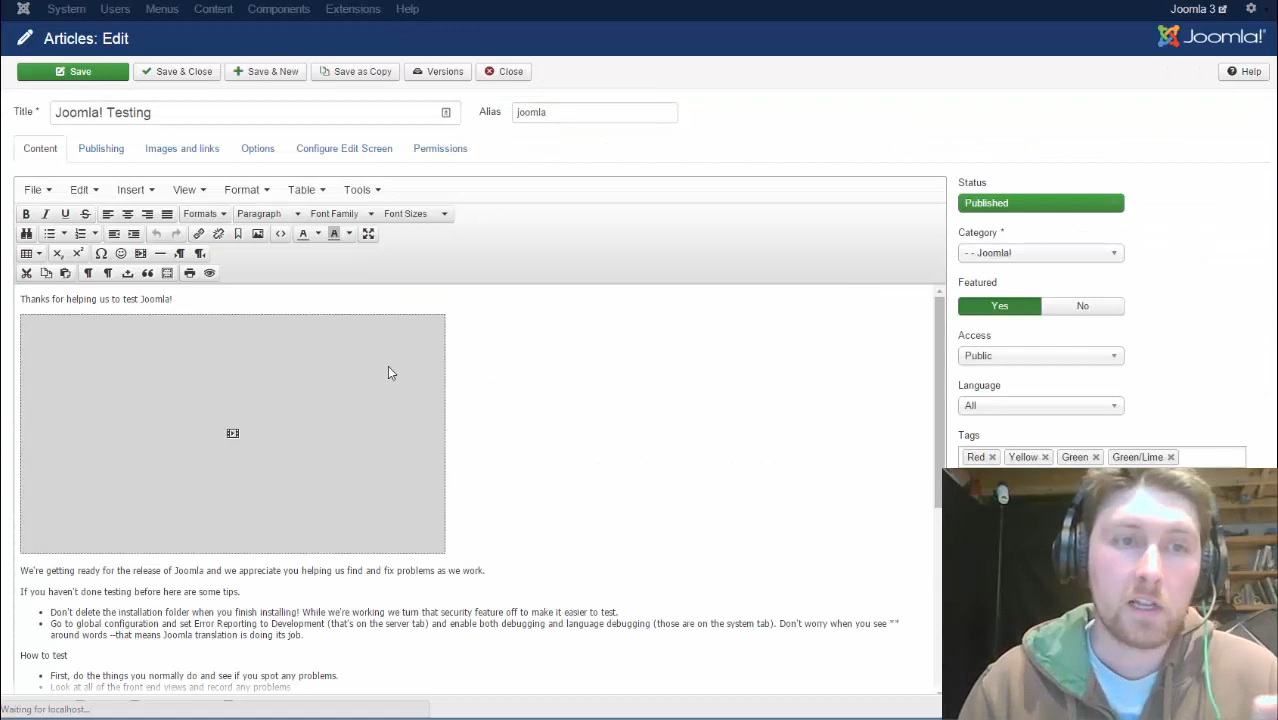 System Users Menus Content Components Extensions Help Joomla 3
Articles: Edit Joomla!
Save Save & Close Save & New Save as Copy Versions Close Help
Title * Joomla! Testing Alias joomla
Content Publishing Images and links Options Configure Edit Screen Permissions
File Edit Insert View Format Table Tools
B I U S Formats Paragraph Font Family Font Sizes
A A
Thanks for helping us to test Joomla!
We're getting ready for the release of Joomla and we appreciate you helping us find and fix problems as we work.
If you haven't done testing before here are some tips.
• Don't delete the installation folder when you finish installing! While we're working we turn that security feature off to make it easier to test.
• Go to global configuration and set Error Reporting to Development (that's on the server tab) and enable both debugging and language debugging (those are on the system tab). Don't worry when you see **
around words --that means Joomla translation is doing its job.
How to test
• First, do the things you normally do and see if you spot any problems.
• Look at all of the front end views and record any problems
Status
Published
Category *
- - Joomla!
Featured
Yes No
Access
Public
Language
All
Tags
Red Yellow Green Green/Lime
Waiting for localhost...